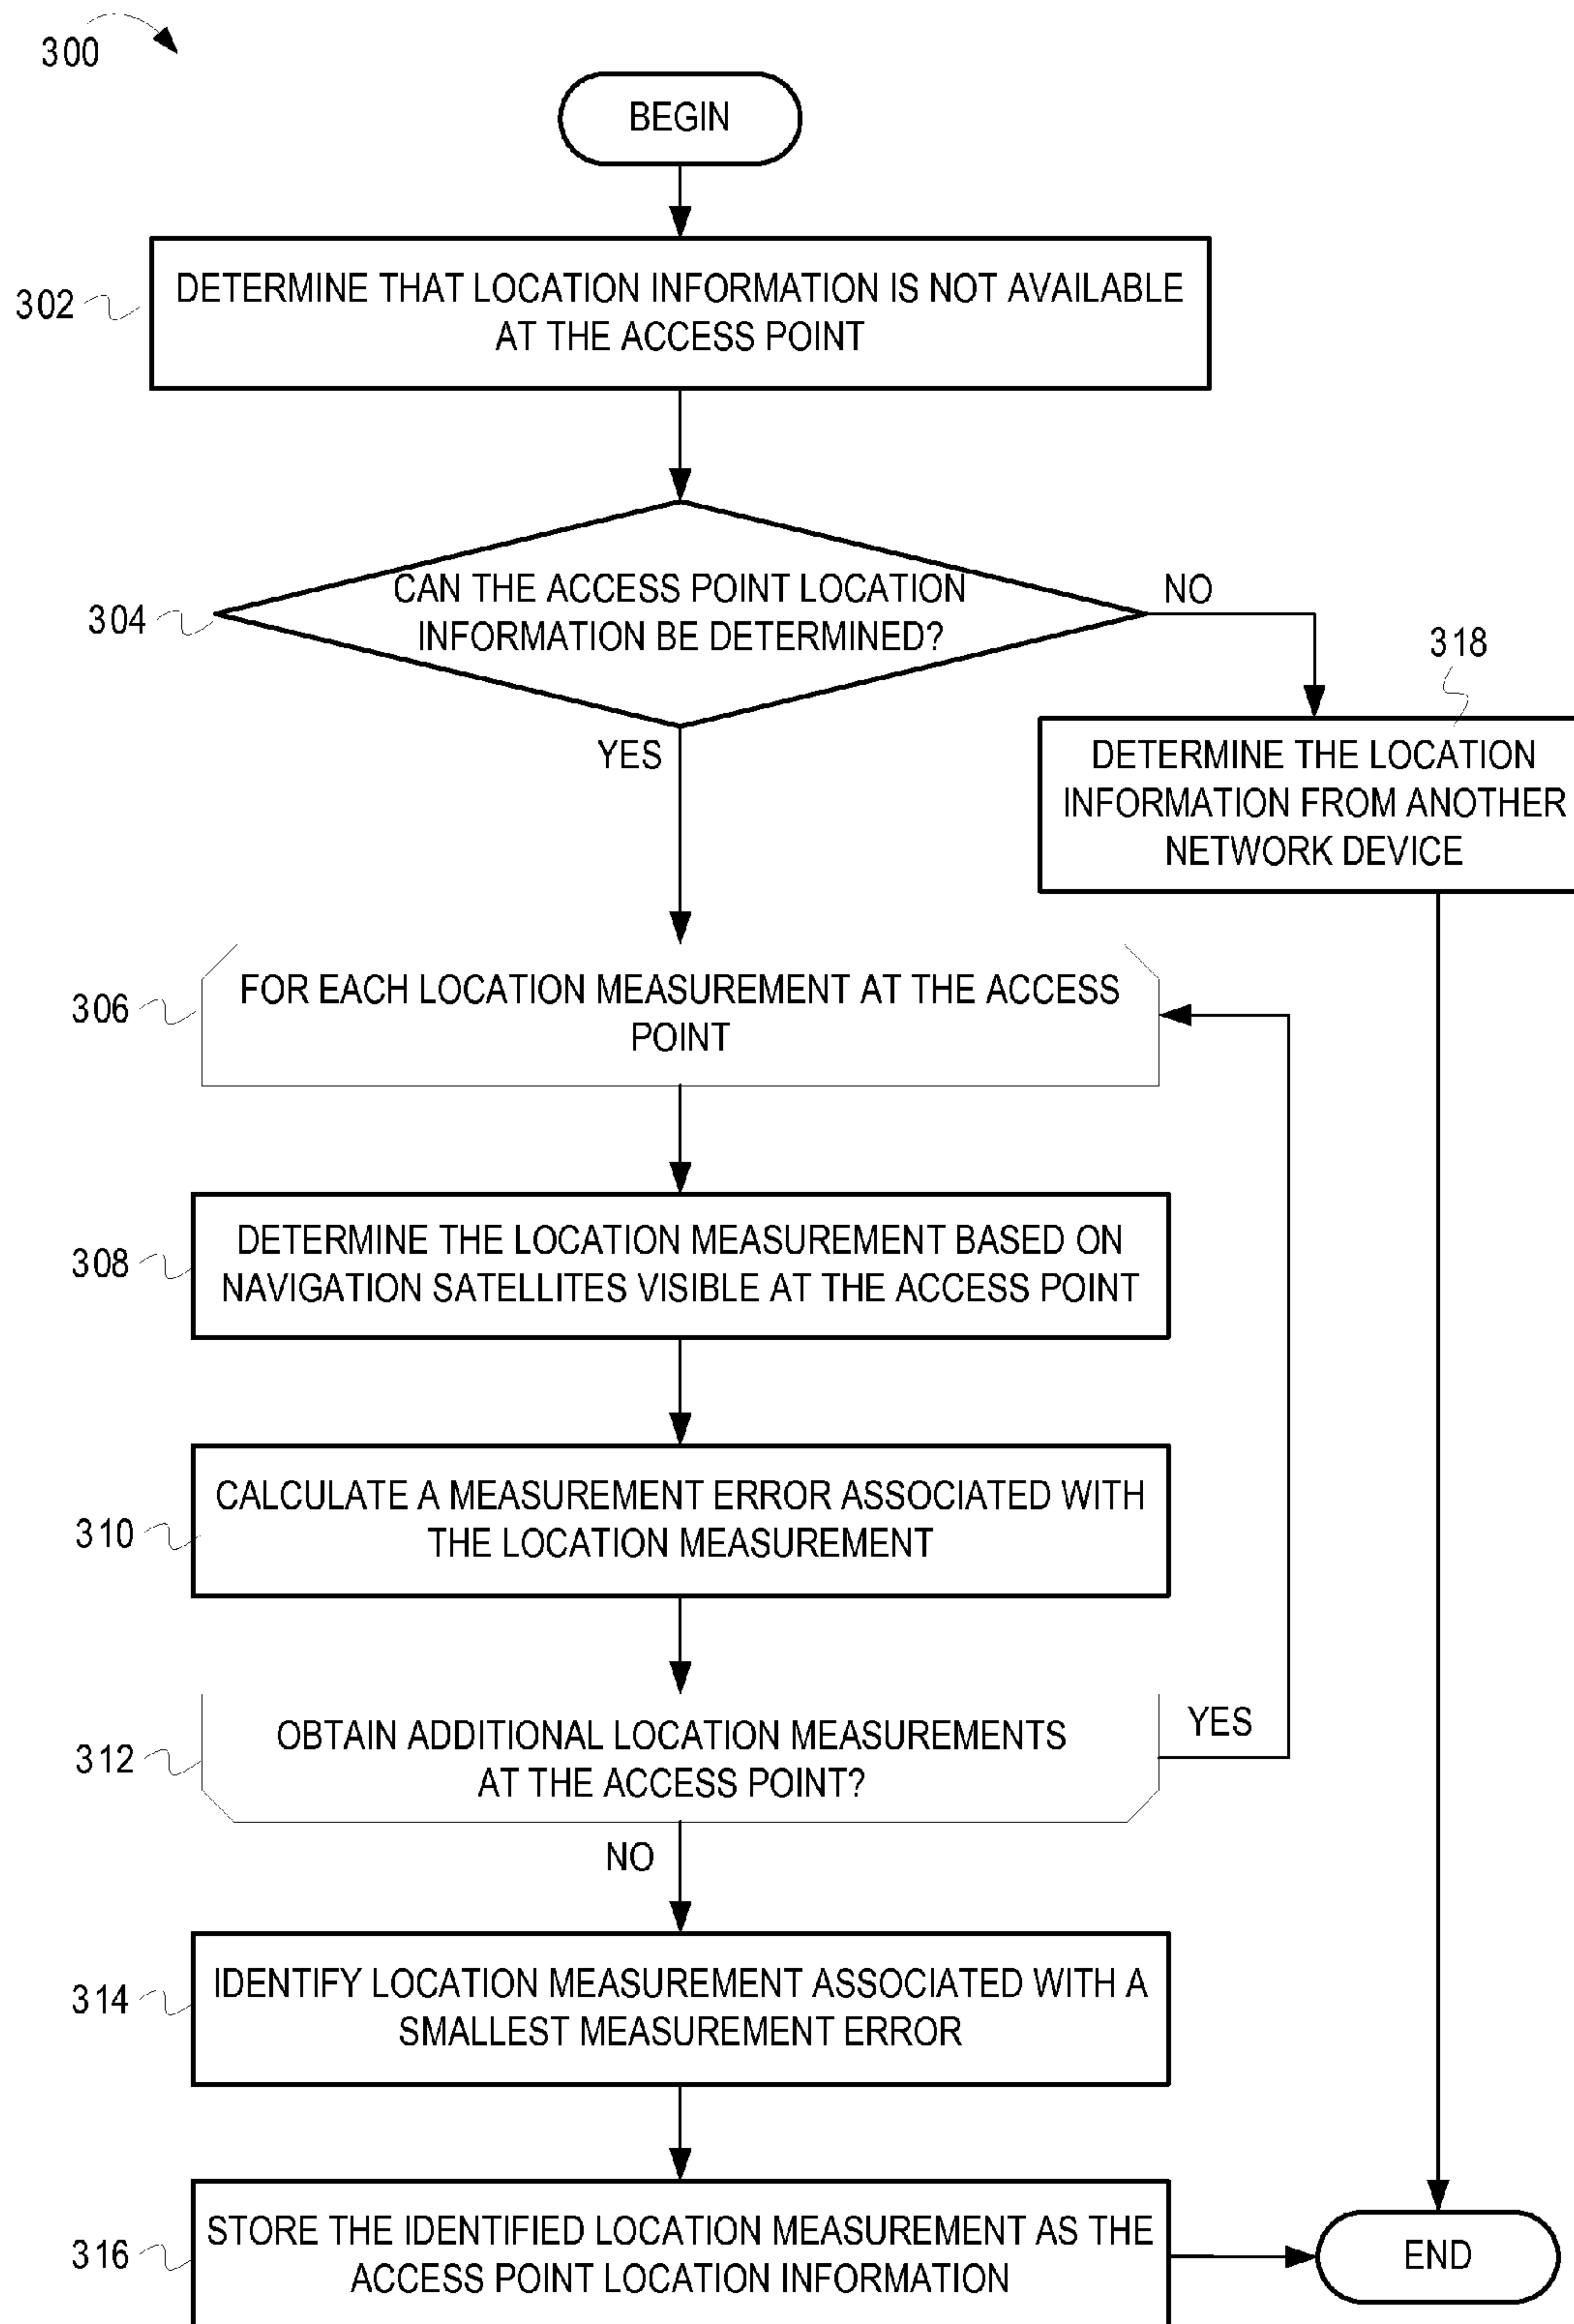 300
BEGIN
302
DETERMINE THAT LOCATION INFORMATION IS NOT AVAILABLE
AT THE ACCESS POINT
304
CAN THE ACCESS POINT LOCATION
INFORMATION BE DETERMINED?
NO
YES
318
DETERMINE THE LOCATION
INFORMATION FROM ANOTHER
NETWORK DEVICE
306
FOR EACH LOCATION MEASUREMENT AT THE ACCESS
POINT
308
DETERMINE THE LOCATION MEASUREMENT BASED ON
NAVIGATION SATELLITES VISIBLE AT THE ACCESS POINT
310
CALCULATE A MEASUREMENT ERROR ASSOCIATED WITH
THE LOCATION MEASUREMENT
312
OBTAIN ADDITIONAL LOCATION MEASUREMENTS
AT THE ACCESS POINT?
YES
NO
314
IDENTIFY LOCATION MEASUREMENT ASSOCIATED WITH A
SMALLEST MEASUREMENT ERROR
316
STORE THE IDENTIFIED LOCATION MEASUREMENT AS THE
ACCESS POINT LOCATION INFORMATION
END